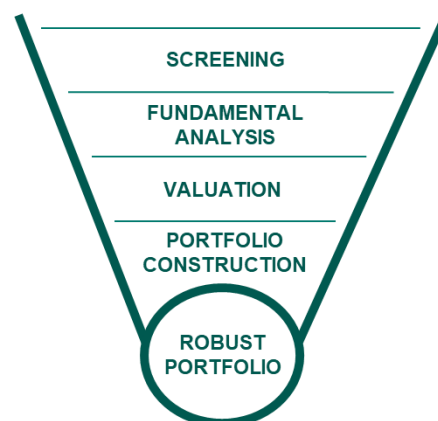 SCREENING
FUNDAMENTAL
ANALYSIS
VALUATION
PORTFOLIO
CONSTRUCTION
ROBUST
PORTFOLIO